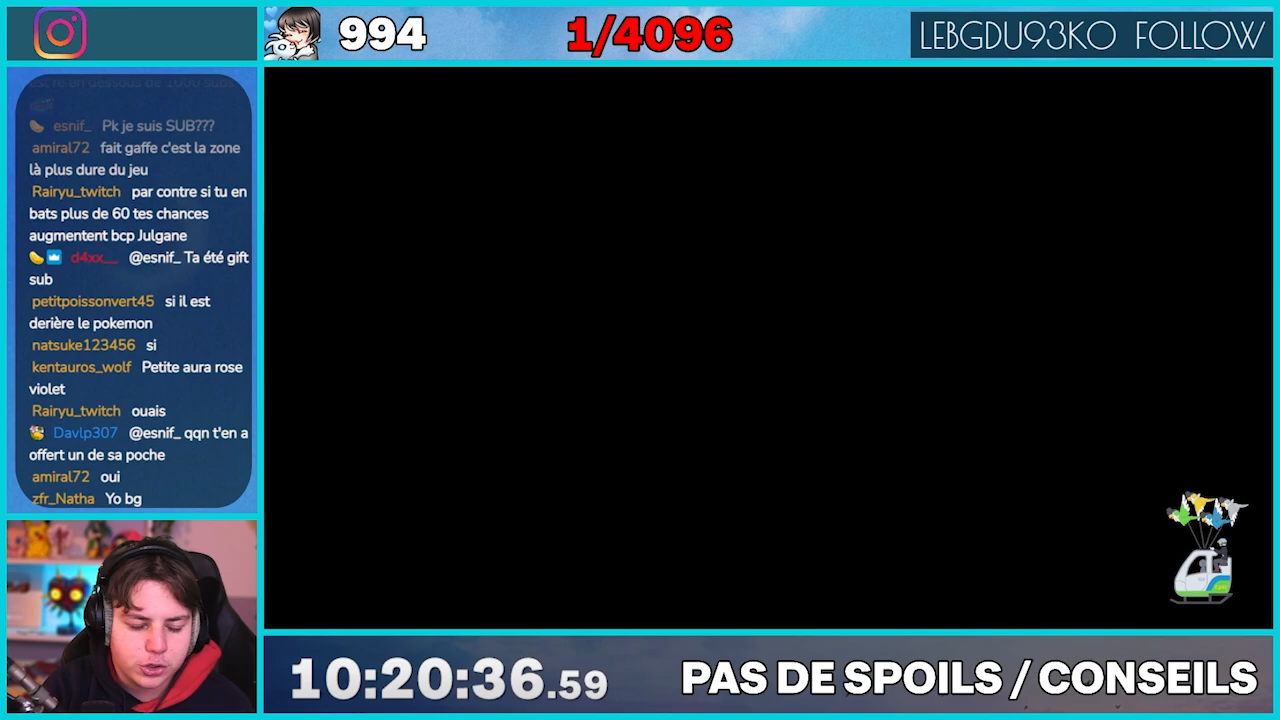 994
1/4096
LEBGDU93KO FOLLOW
esnif_ Pk je suis SUB???
amiral72 fait gaffe c'est la zone
là plus dure du jeu
Rairyu_twitch par contre si tu en
bats plus de 60 tes chances
augmentent bcp Julgane
d4xx__ @esnif_ Ta été gift
sub
petitpoissonvert45 si il est
derière le pokemon
natsuke123456 si
kentauros_wolf Petite aura rose
violet
Rairyu_twitch ouais
Davlp307 @esnif_ qqn t'en a
offert un de sa poche
amiral72 oui
zfr_Natha Yo bg
10:20:36.59
PAS DE SPOILS / CONSEILS